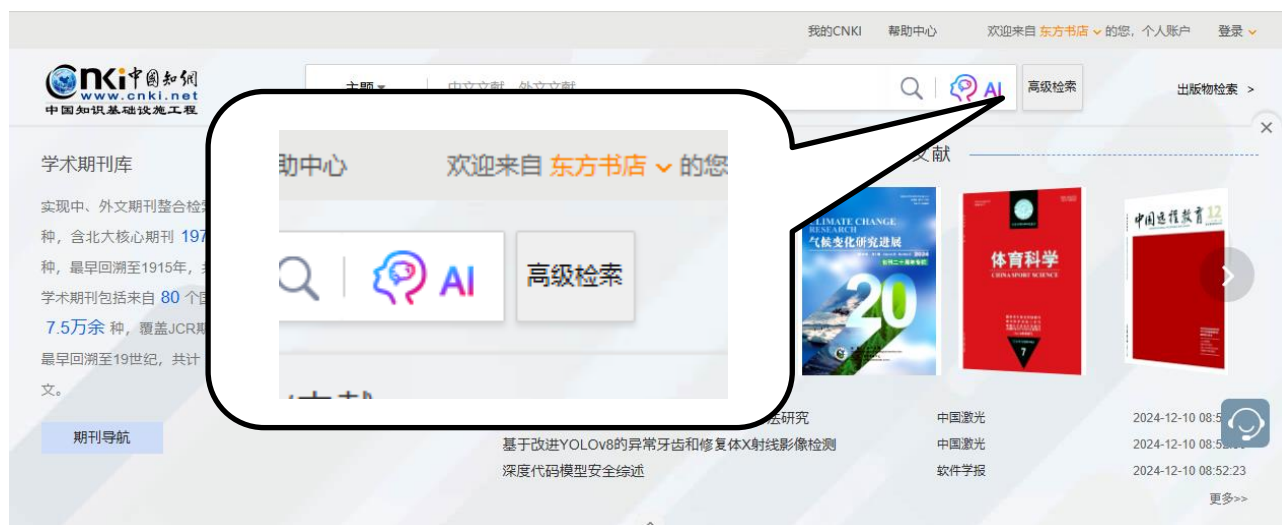 我的CNKI 帮助中心 欢迎来自 东方书店 的您, 个人账户 登录
Cnki中国知网
www.cnki.net
中国知识基础设施工程
主题 中文文献、外文文献 AI 高级检索 出版物检索 >
文献
学术期刊库
实现中、外文期刊整合检
种, 含北大核心期刊 197
种, 最早回溯至1915年,
学术期刊包括来自 80 个
7.5万余 种, 覆盖JCR期
最早回溯至19世纪, 共计
文。
期刊导航
助中心 欢迎来自 东方书店 的您
AI 高级检索
CLIMATE CHANGE
RESEARCH
气候变化研究进展
2024
20
体育科学
CHINA SPORT SCIENCE
7
中国远程教育 12
法研究 中国激光 2024-12-10 08:5
基于改进YOLOv8的异常牙齿和修复体X射线影像检测 中国激光 2024-12-10 08:52
深度代码模型安全综述 软件学报 2024-12-10 08:52:23
更多>>